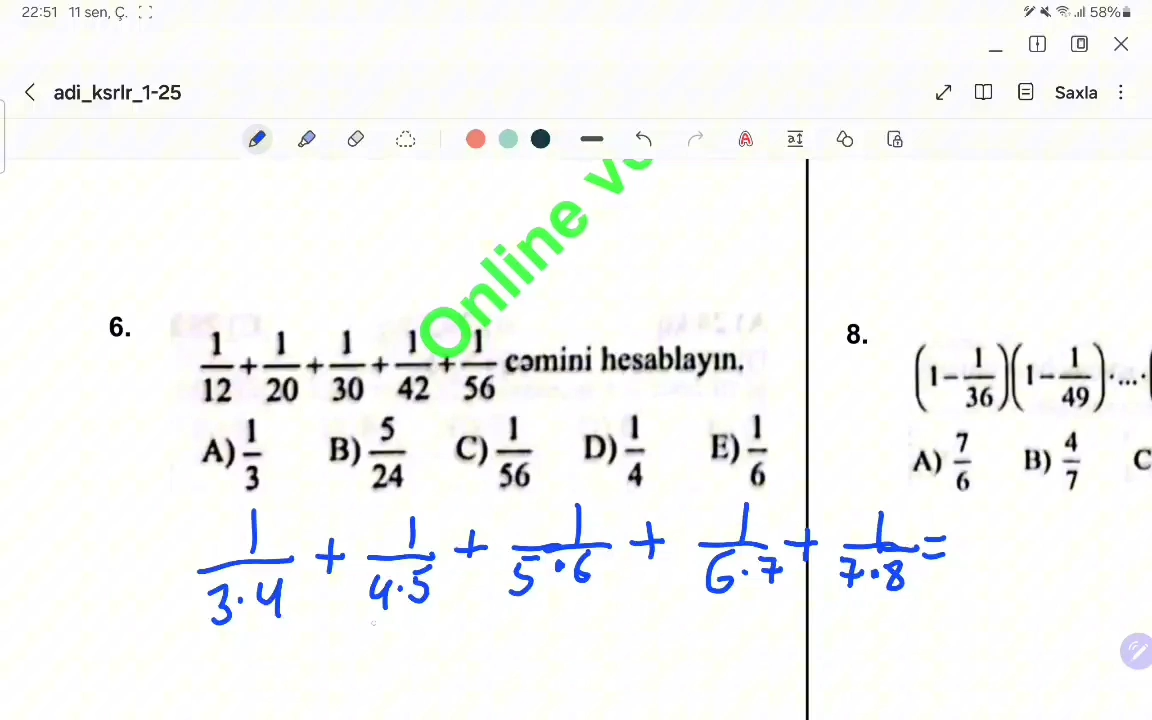 22:51 11 sen, Ç. 58%
adi_ksrlr_1-25 Saxla
Online
6.
1/12 + 1/20 + 1/30 + 1/42 + 1/56 cəmini hesablayın.
A) 1/3 B) 5/24 C) 1/56 D) 1/4 E) 1/6
1/3·4 + 1/4·5 + 1/5·6 + 1/6·7 + 1/7·8 =
8.
(1 - 1/36)(1 - 1/49)·...·(
A) 7/6 B) 4/7 C